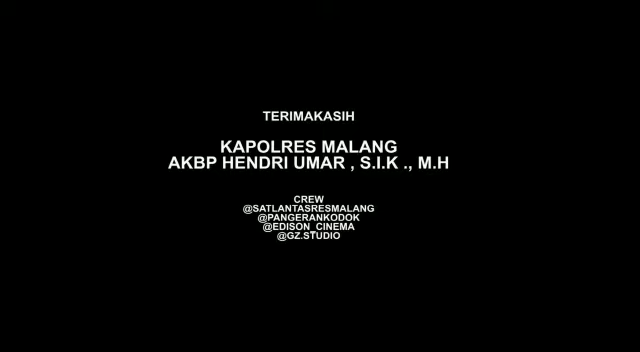 TERIMAKASIH
KAPOLRES MALANG
AKBP HENDRI UMAR , S.I.K ., M.H
CREW
@SATLANTASRESMALANG
@PANGERANKODOK
@EDISON_CINEMA
@GZ.STUDIO